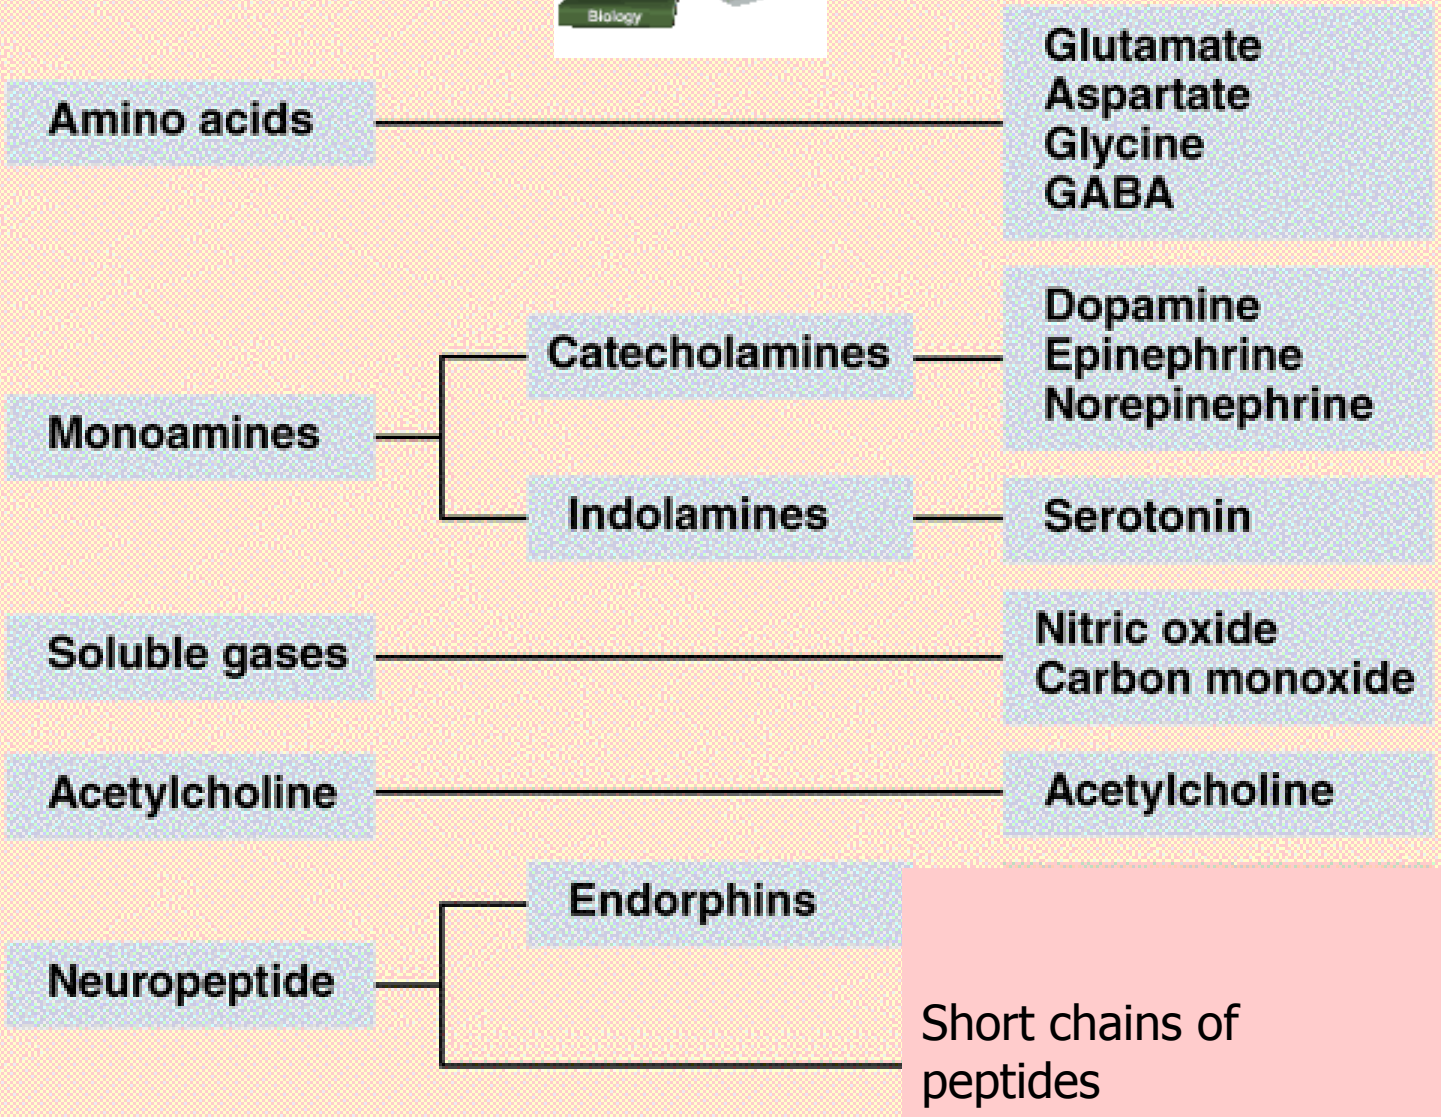 Biology
Amino acids
Glutamate
Aspartate
Glycine
GABA
Monoamines
Catecholamines
Dopamine
Epinephrine
Norepinephrine
Indolamines
Serotonin
Soluble gases
Nitric oxide
Carbon monoxide
Acetylcholine
Acetylcholine
Neuropeptide
Endorphins
Short chains of
peptides